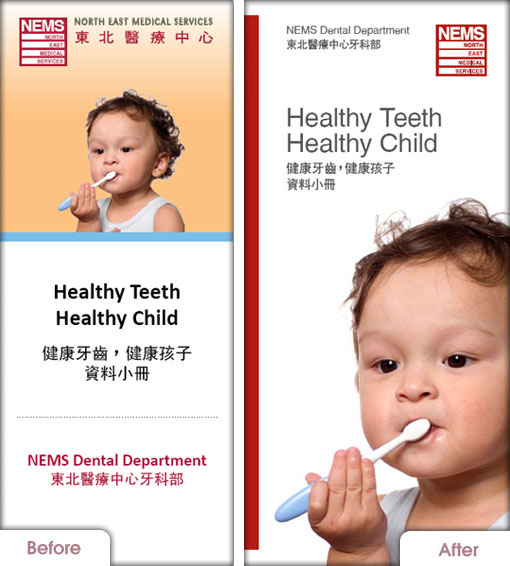 NEMS
NORTH
EAST
MEDICAL
SERVICES
NORTH EAST MEDICAL SERVICES
東北醫療中心
Healthy Teeth
Healthy Child
健康牙齒，健康孩子
資料小冊
NEMS Dental Department
東北醫療中心牙科部
Before
NEMS Dental Department
東北醫療中心牙科部
NEMS
NORTH
EAST
MEDICAL
SERVICES
Healthy Teeth
Healthy Child
健康牙齒，健康孩子
資料小冊
After